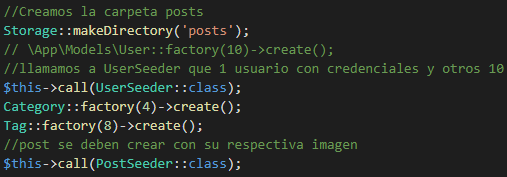 //Creamos la carpeta posts
Storage::makeDirectory('posts');
// \App\Models\User::factory(10)->create();
//llamamos a UserSeeder que 1 usuario con credenciales y otros 10
$this->call(UserSeeder::class);
Category::factory(4)->create();
Tag::factory(8)->create();
//post se deben crear con su respectiva imagen
$this->call(PostSeeder::class);